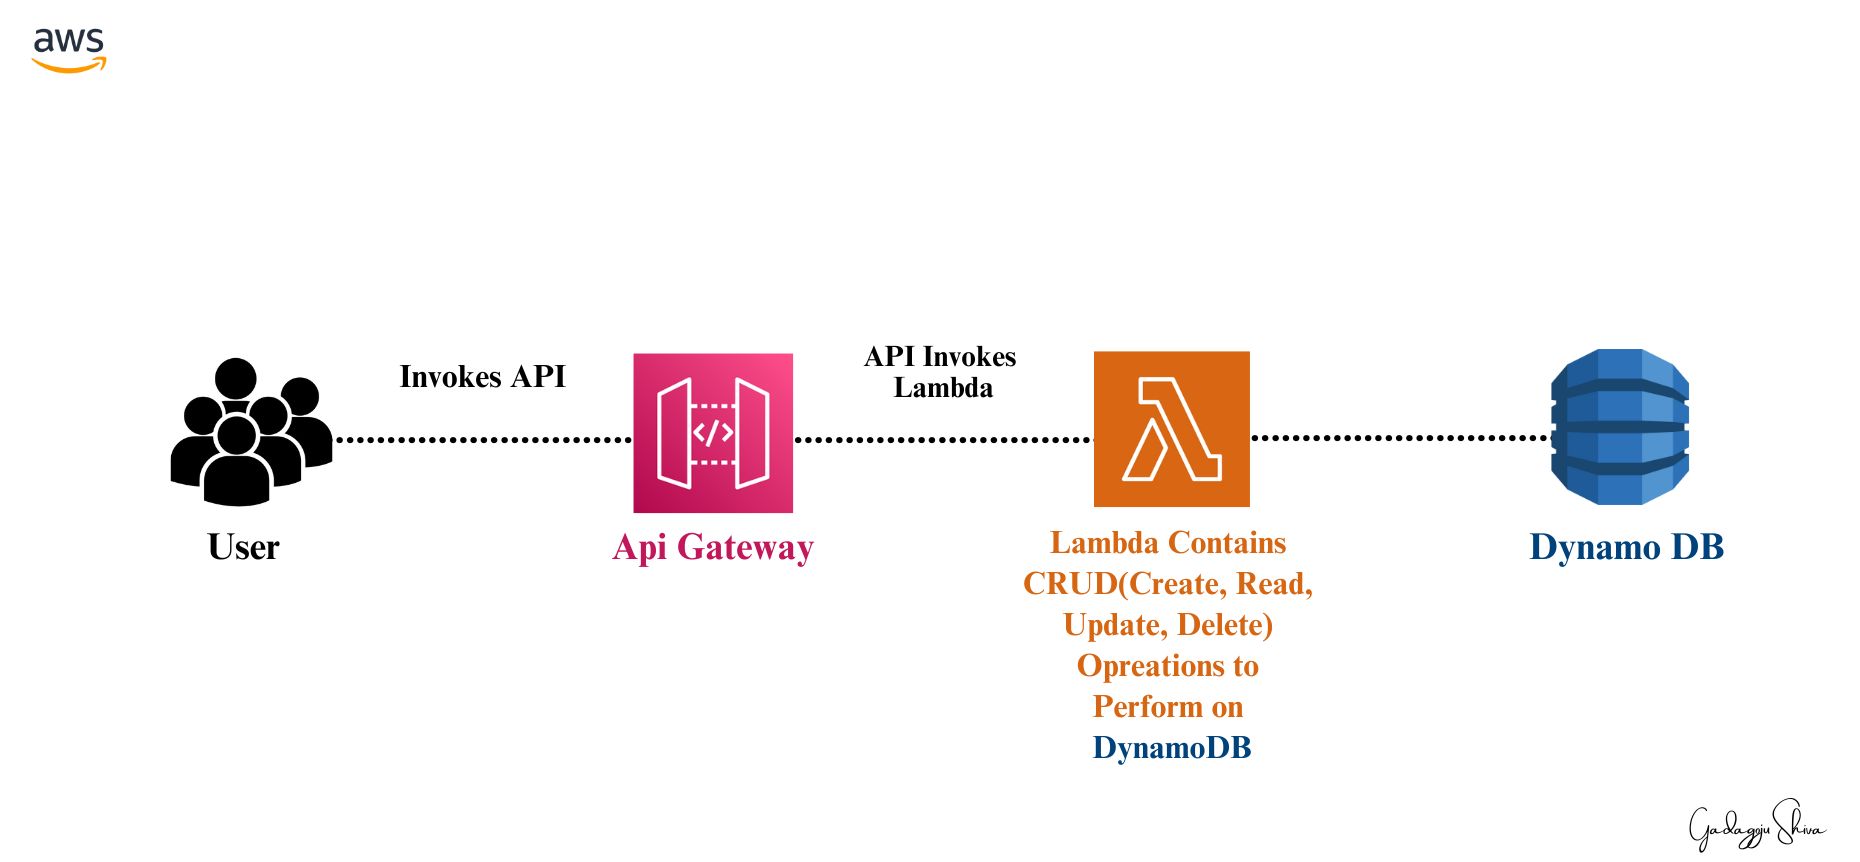 aws
Invokes API
API Invokes
Lambda
User
Api Gateway
Lambda Contains
CRUD(Create, Read,
Update, Delete)
Opreations to
Perform on
DynamoDB
Dynamo DB
Gadagoju Shiva